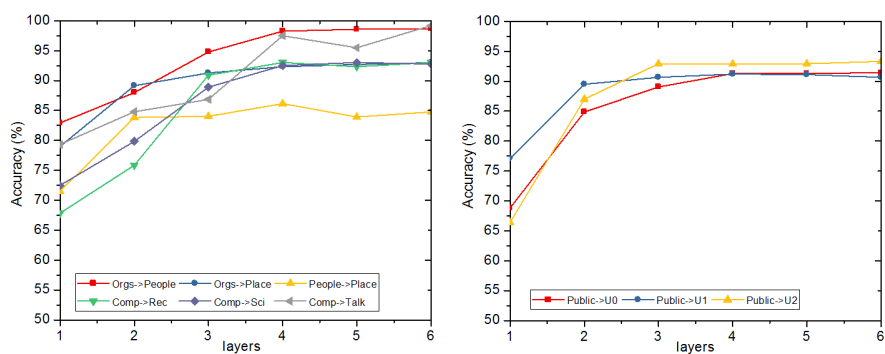 100
95
90
85
80
75
70
65
60
55
50
Accuracy (%)
1 2 3 4 5 6
layers
Orgs->People Orgs->Place People->Place
Comp->Rec Comp->Sci Comp->Talk
100
95
90
85
80
75
70
65
60
55
50
Accuracy (%)
1 2 3 4 5 6
layers
Public->U0 Public->U1 Public->U2